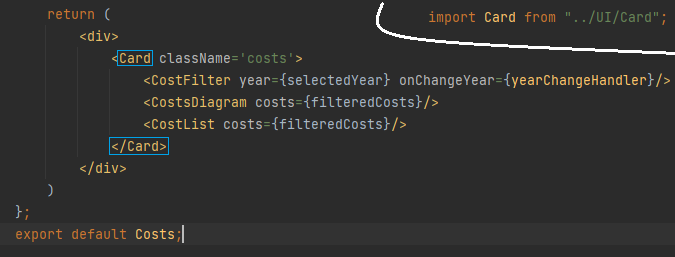 return (
import Card from "../UI/Card";
<div>
<Card className='costs'>
<CostFilter year={selectedYear} onChangeYear={yearChangeHandler}/>
<CostsDiagram costs={filteredCosts}/>
<CostList costs={filteredCosts}/>
</Card>
</div>
)
};
export default Costs;